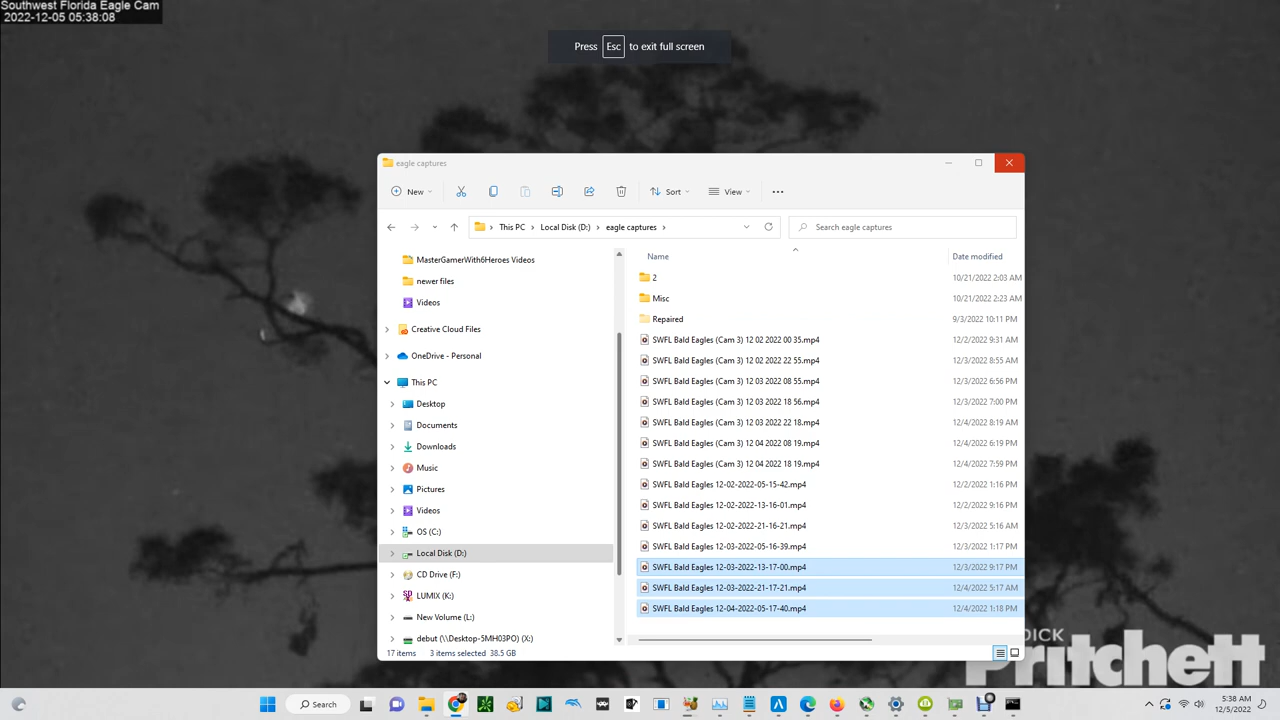 Southwest Florida Eagle Cam
2022-12-05 05:38:08
Press Esc to exit full screen
eagle captures
New
Sort
View
This PC
Local Disk (D:)
eagle captures
Search eagle captures
MasterGamerWith6Heroes Videos
newer files
Videos
Creative Cloud Files
OneDrive - Personal
This PC
Desktop
Documents
Downloads
Music
Pictures
Videos
OS (C:)
Local Disk (D:)
CD Drive (F:)
LUMIX (K:)
New Volume (L:)
debut (\\Desktop-5MH03PO) (X:)
Name Date modified
2 10/21/2022 2:03 AM
Misc 10/21/2022 2:23 AM
Repaired 9/3/2022 10:11 PM
SWFL Bald Eagles (Cam 3) 12 02 2022 00 35.mp4 12/2/2022 9:31 AM
SWFL Bald Eagles (Cam 3) 12 02 2022 22 55.mp4 12/3/2022 8:55 AM
SWFL Bald Eagles (Cam 3) 12 03 2022 08 55.mp4 12/3/2022 6:56 PM
SWFL Bald Eagles (Cam 3) 12 03 2022 18 56.mp4 12/3/2022 7:00 PM
SWFL Bald Eagles (Cam 3) 12 03 2022 22 18.mp4 12/4/2022 8:19 AM
SWFL Bald Eagles (Cam 3) 12 04 2022 08 19.mp4 12/4/2022 6:19 PM
SWFL Bald Eagles (Cam 3) 12 04 2022 18 19.mp4 12/4/2022 7:59 PM
SWFL Bald Eagles 12-02-2022-05-15-42.mp4 12/2/2022 1:16 PM
SWFL Bald Eagles 12-02-2022-13-16-01.mp4 12/2/2022 9:16 PM
SWFL Bald Eagles 12-02-2022-21-16-21.mp4 12/3/2022 5:16 AM
SWFL Bald Eagles 12-03-2022-05-16-39.mp4 12/3/2022 1:17 PM
SWFL Bald Eagles 12-03-2022-13-17-00.mp4 12/3/2022 9:17 PM
SWFL Bald Eagles 12-03-2022-21-17-21.mp4 12/4/2022 5:17 AM
SWFL Bald Eagles 12-04-2022-05-17-40.mp4 12/4/2022 1:18 PM
17 items 3 items selected 38.5 GB
DICK
Pritchett
Search
5:38 AM
12/5/2022